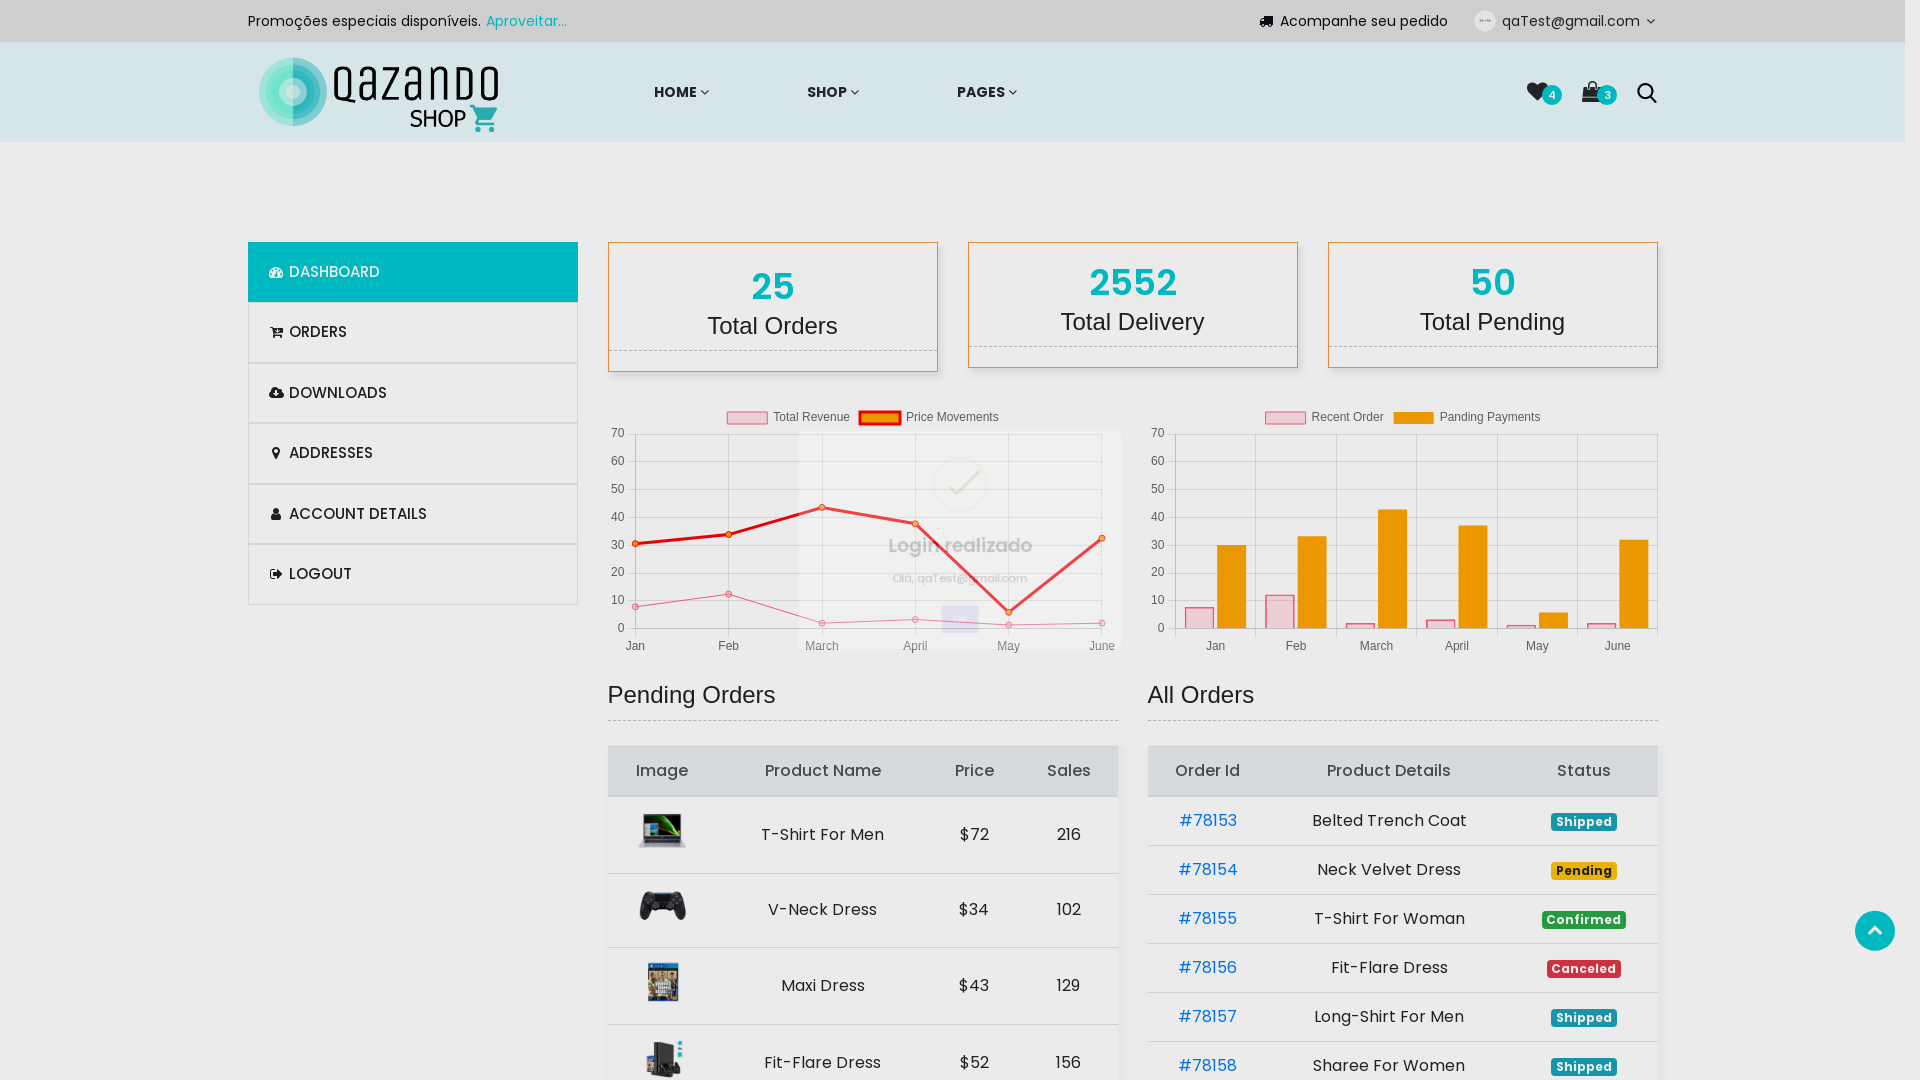 Promoções especiais disponíveis. Aproveitar...
Acompanhe seu pedido
qaTest@gmail.com
QAZANDO
SHOP
HOME
SHOP
PAGES
4
3
DASHBOARD
ORDERS
DOWNLOADS
ADDRESSES
ACCOUNT DETAILS
LOGOUT
25
Total Orders
2552
Total Delivery
50
Total Pending
Total Revenue
Price Movements
70
60
50
40
30
20
10
0
Jan
Feb
March
April
May
June
Login realizado
Olá, qaTest@gmail.com
Recent Order
Panding Payments
70
60
50
40
30
20
10
0
Jan
Feb
March
April
May
June
Pending Orders
Image Product Name Price Sales
T-Shirt For Men $72 216
V-Neck Dress $34 102
Maxi Dress $43 129
Fit-Flare Dress $52 156
All Orders
Order Id Product Details Status
#78153 Belted Trench Coat Shipped
#78154 Neck Velvet Dress Pending
#78155 T-Shirt For Woman Confirmed
#78156 Fit-Flare Dress Canceled
#78157 Long-Shirt For Men Shipped
#78158 Sharee For Women Shipped